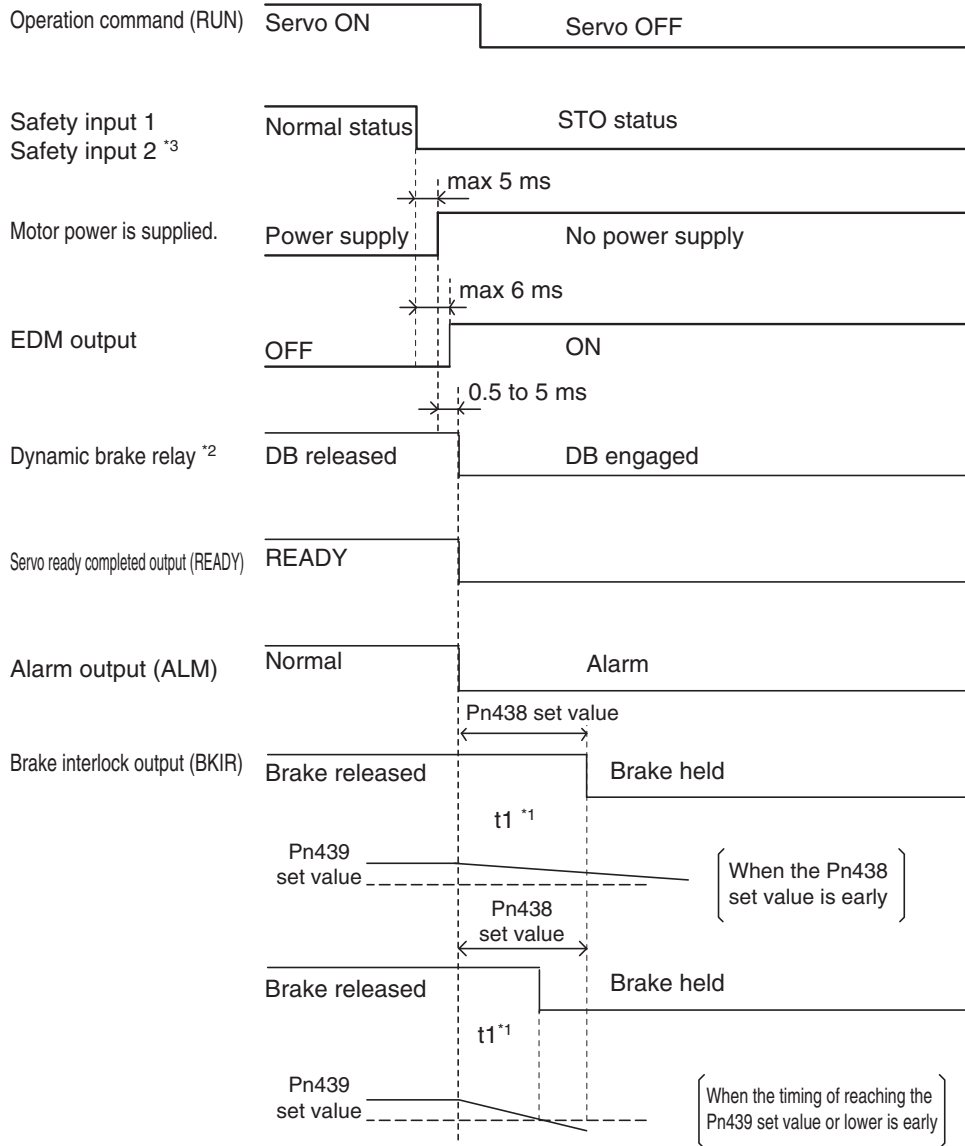 Operation command (RUN)
Servo ON
Servo OFF
Safety input 1
Safety input 2 *3
Normal status
STO status
max 5 ms
Motor power is supplied.
Power supply
No power supply
max 6 ms
EDM output
OFF
ON
0.5 to 5 ms
Dynamic brake relay *2
DB released
DB engaged
Servo ready completed output (READY)
READY
Alarm output (ALM)
Normal
Alarm
Pn438 set value
Brake interlock output (BKIR)
Brake released
Brake held
t1 *1
Pn439
set value
When the Pn438
set value is early
Pn438
set value
Brake released
Brake held
t1*1
Pn439
set value
When the timing of reaching the
Pn439 set value or lower is early